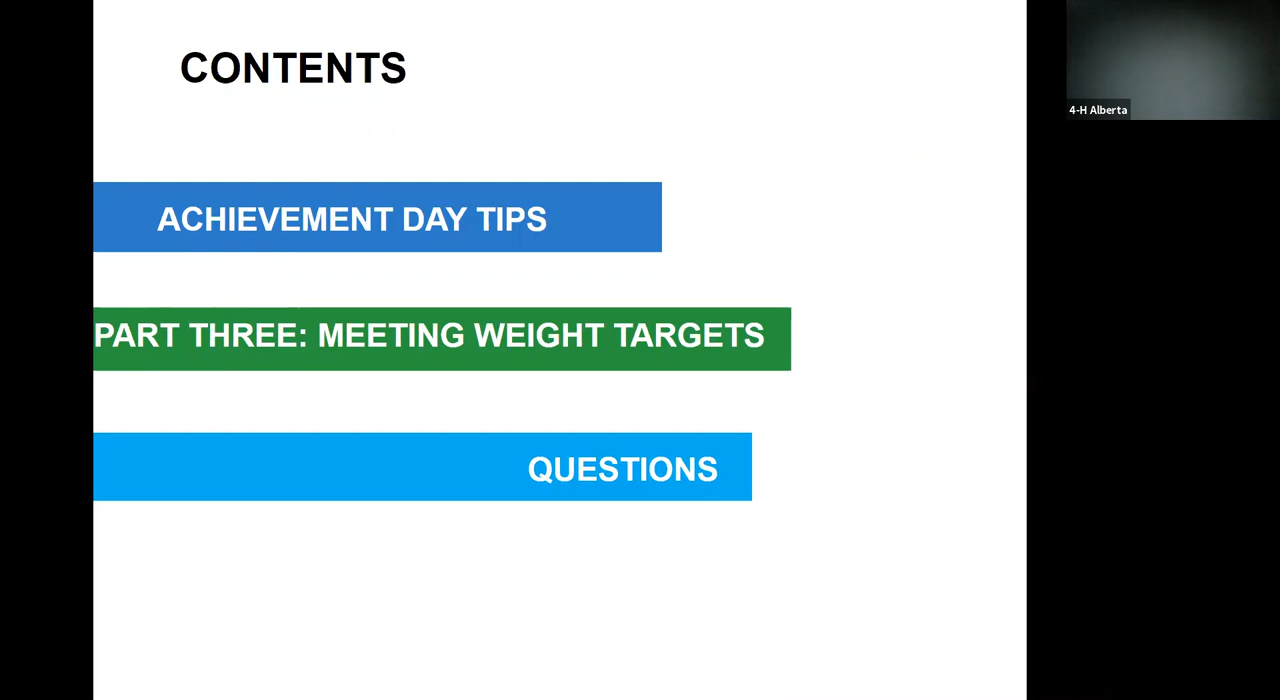 CONTENTS
4-H Alberta
ACHIEVEMENT DAY TIPS
PART THREE: MEETING WEIGHT TARGETS
QUESTIONS